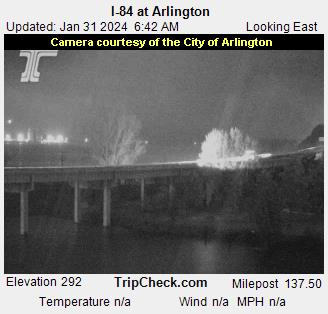 I-84 at Arlington
Updated: Jan 31 2024 6:42 AM Looking East
Camera courtesy of the City of Arlington
Elevation 292 TripCheck.com Milepost 137.50
Temperature n/a Wind n/a MPH n/a